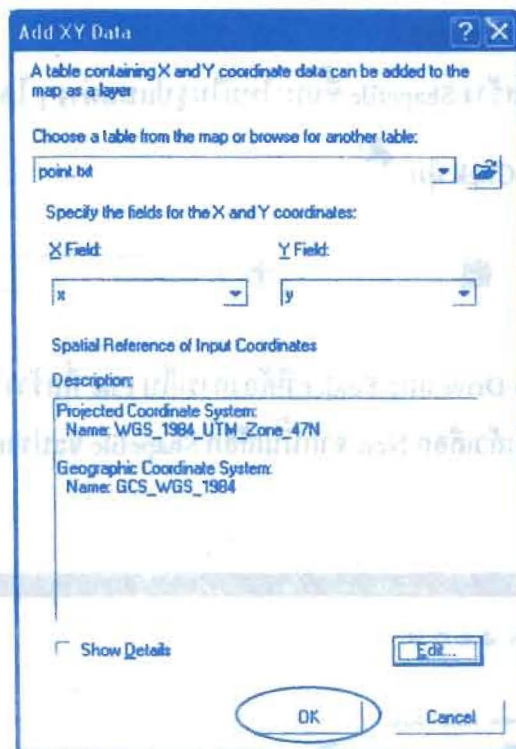 Add XY Data
A table containing X and Y coordinate data can be added to the
map as a layer
Choose a table from the map or browse for another table:
point.txt
Specify the fields for the X and Y coordinates:
X Field:
Y Field:
x
y
Spatial Reference of Input Coordinates
Description:
Projected Coordinate System:
Name: WGS_1984_UTM_Zone_47N
Geographic Coordinate System:
Name: GCS_WGS_1984
Show Details
Edit...
OK
Cancel